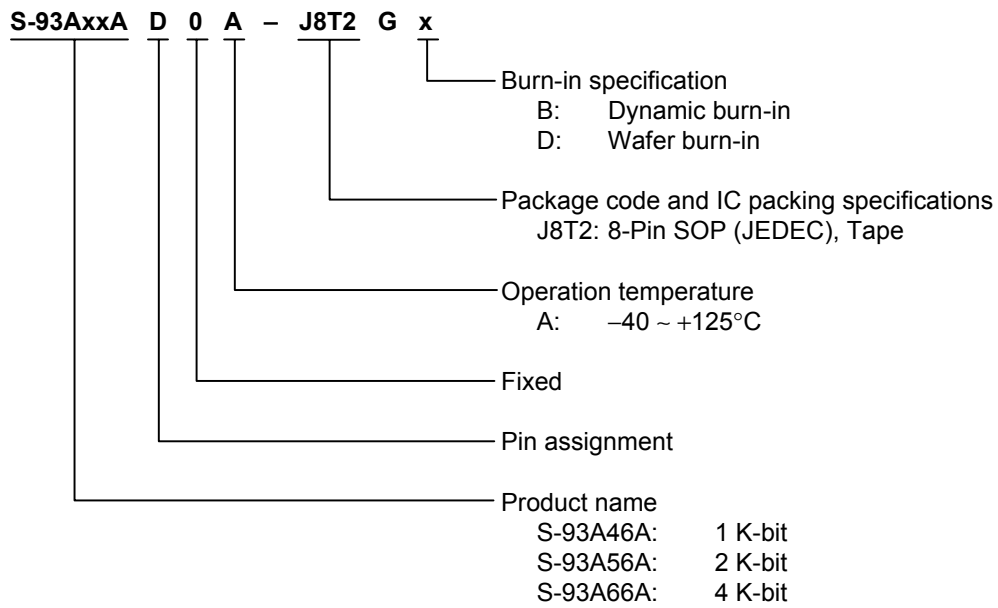 S-93AxxA D 0 A – J8T2 G x
Burn-in specification
B: Dynamic burn-in
D: Wafer burn-in
Package code and IC packing specifications
J8T2: 8-Pin SOP (JEDEC), Tape
Operation temperature
A: −40 ~ +125°C
Fixed
Pin assignment
Product name
S-93A46A: 1 K-bit
S-93A56A: 2 K-bit
S-93A66A: 4 K-bit